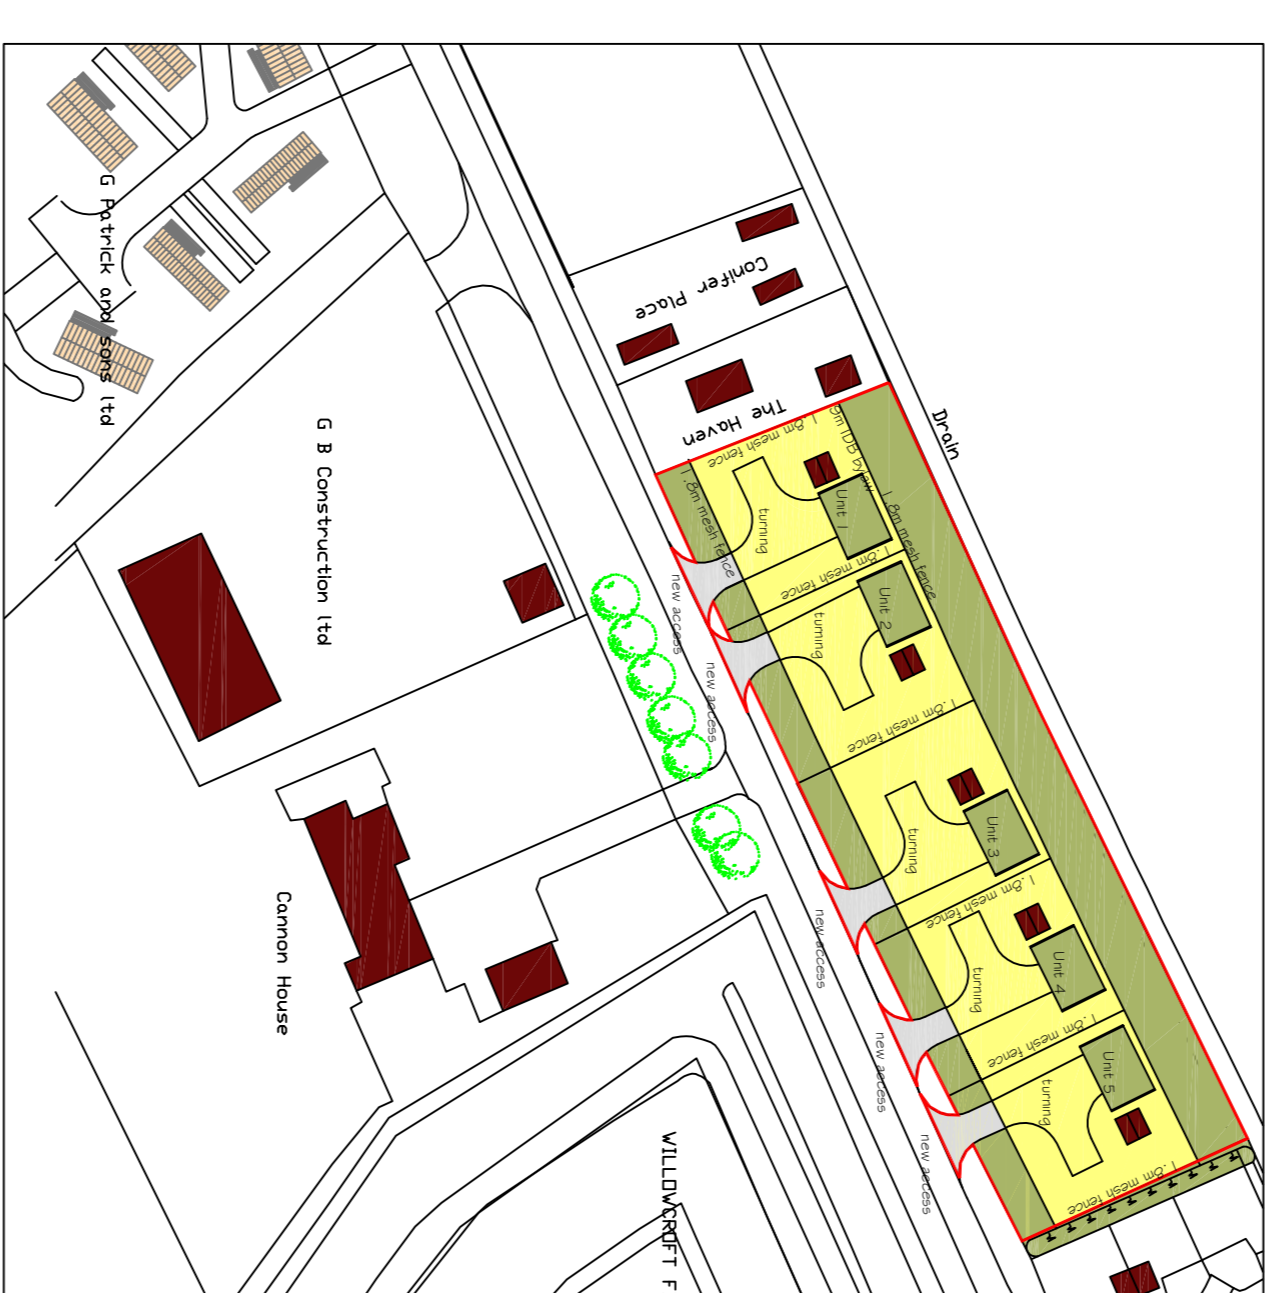 G Patrick and sons ltd
G B Construction ltd
Cannon House
WILLOWCROFT F
Conifer Place
The Haven
Drain
9m IDB bylaw
1.8m mesh fence
1.8m mesh fence
1.8m mesh fence
Unit 1
turning
new access
1.8m mesh fence
Unit 2
turning
new access
1.8m mesh fence
Unit 3
turning
new access
1.8m mesh fence
Unit 4
turning
new access
1.8m mesh fence
Unit 5
turning
new access
1.8m mesh fence